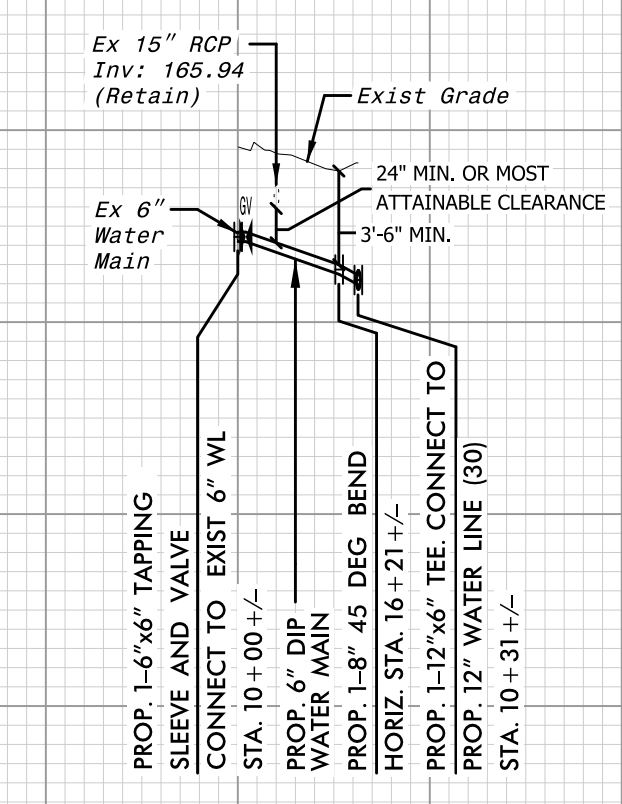 Ex 15" RCP
Inv: 165.94
(Retain)
Exist Grade
24" MIN. OR MOST
ATTAINABLE CLEARANCE
3'-6" MIN.
Ex 6"
Water
Main
GV
PROP. 1–6"x6" TAPPING
SLEEVE AND VALVE
CONNECT TO EXIST 6" WL
STA. 10+00 +/-
PROP. 6" DIP
WATER MAIN
PROP. 1–8" 45 DEG BEND
HORIZ. STA. 16+21 +/-
PROP. 1–12"x6" TEE. CONNECT TO
PROP. 12" WATER LINE (30)
STA. 10+31 +/-